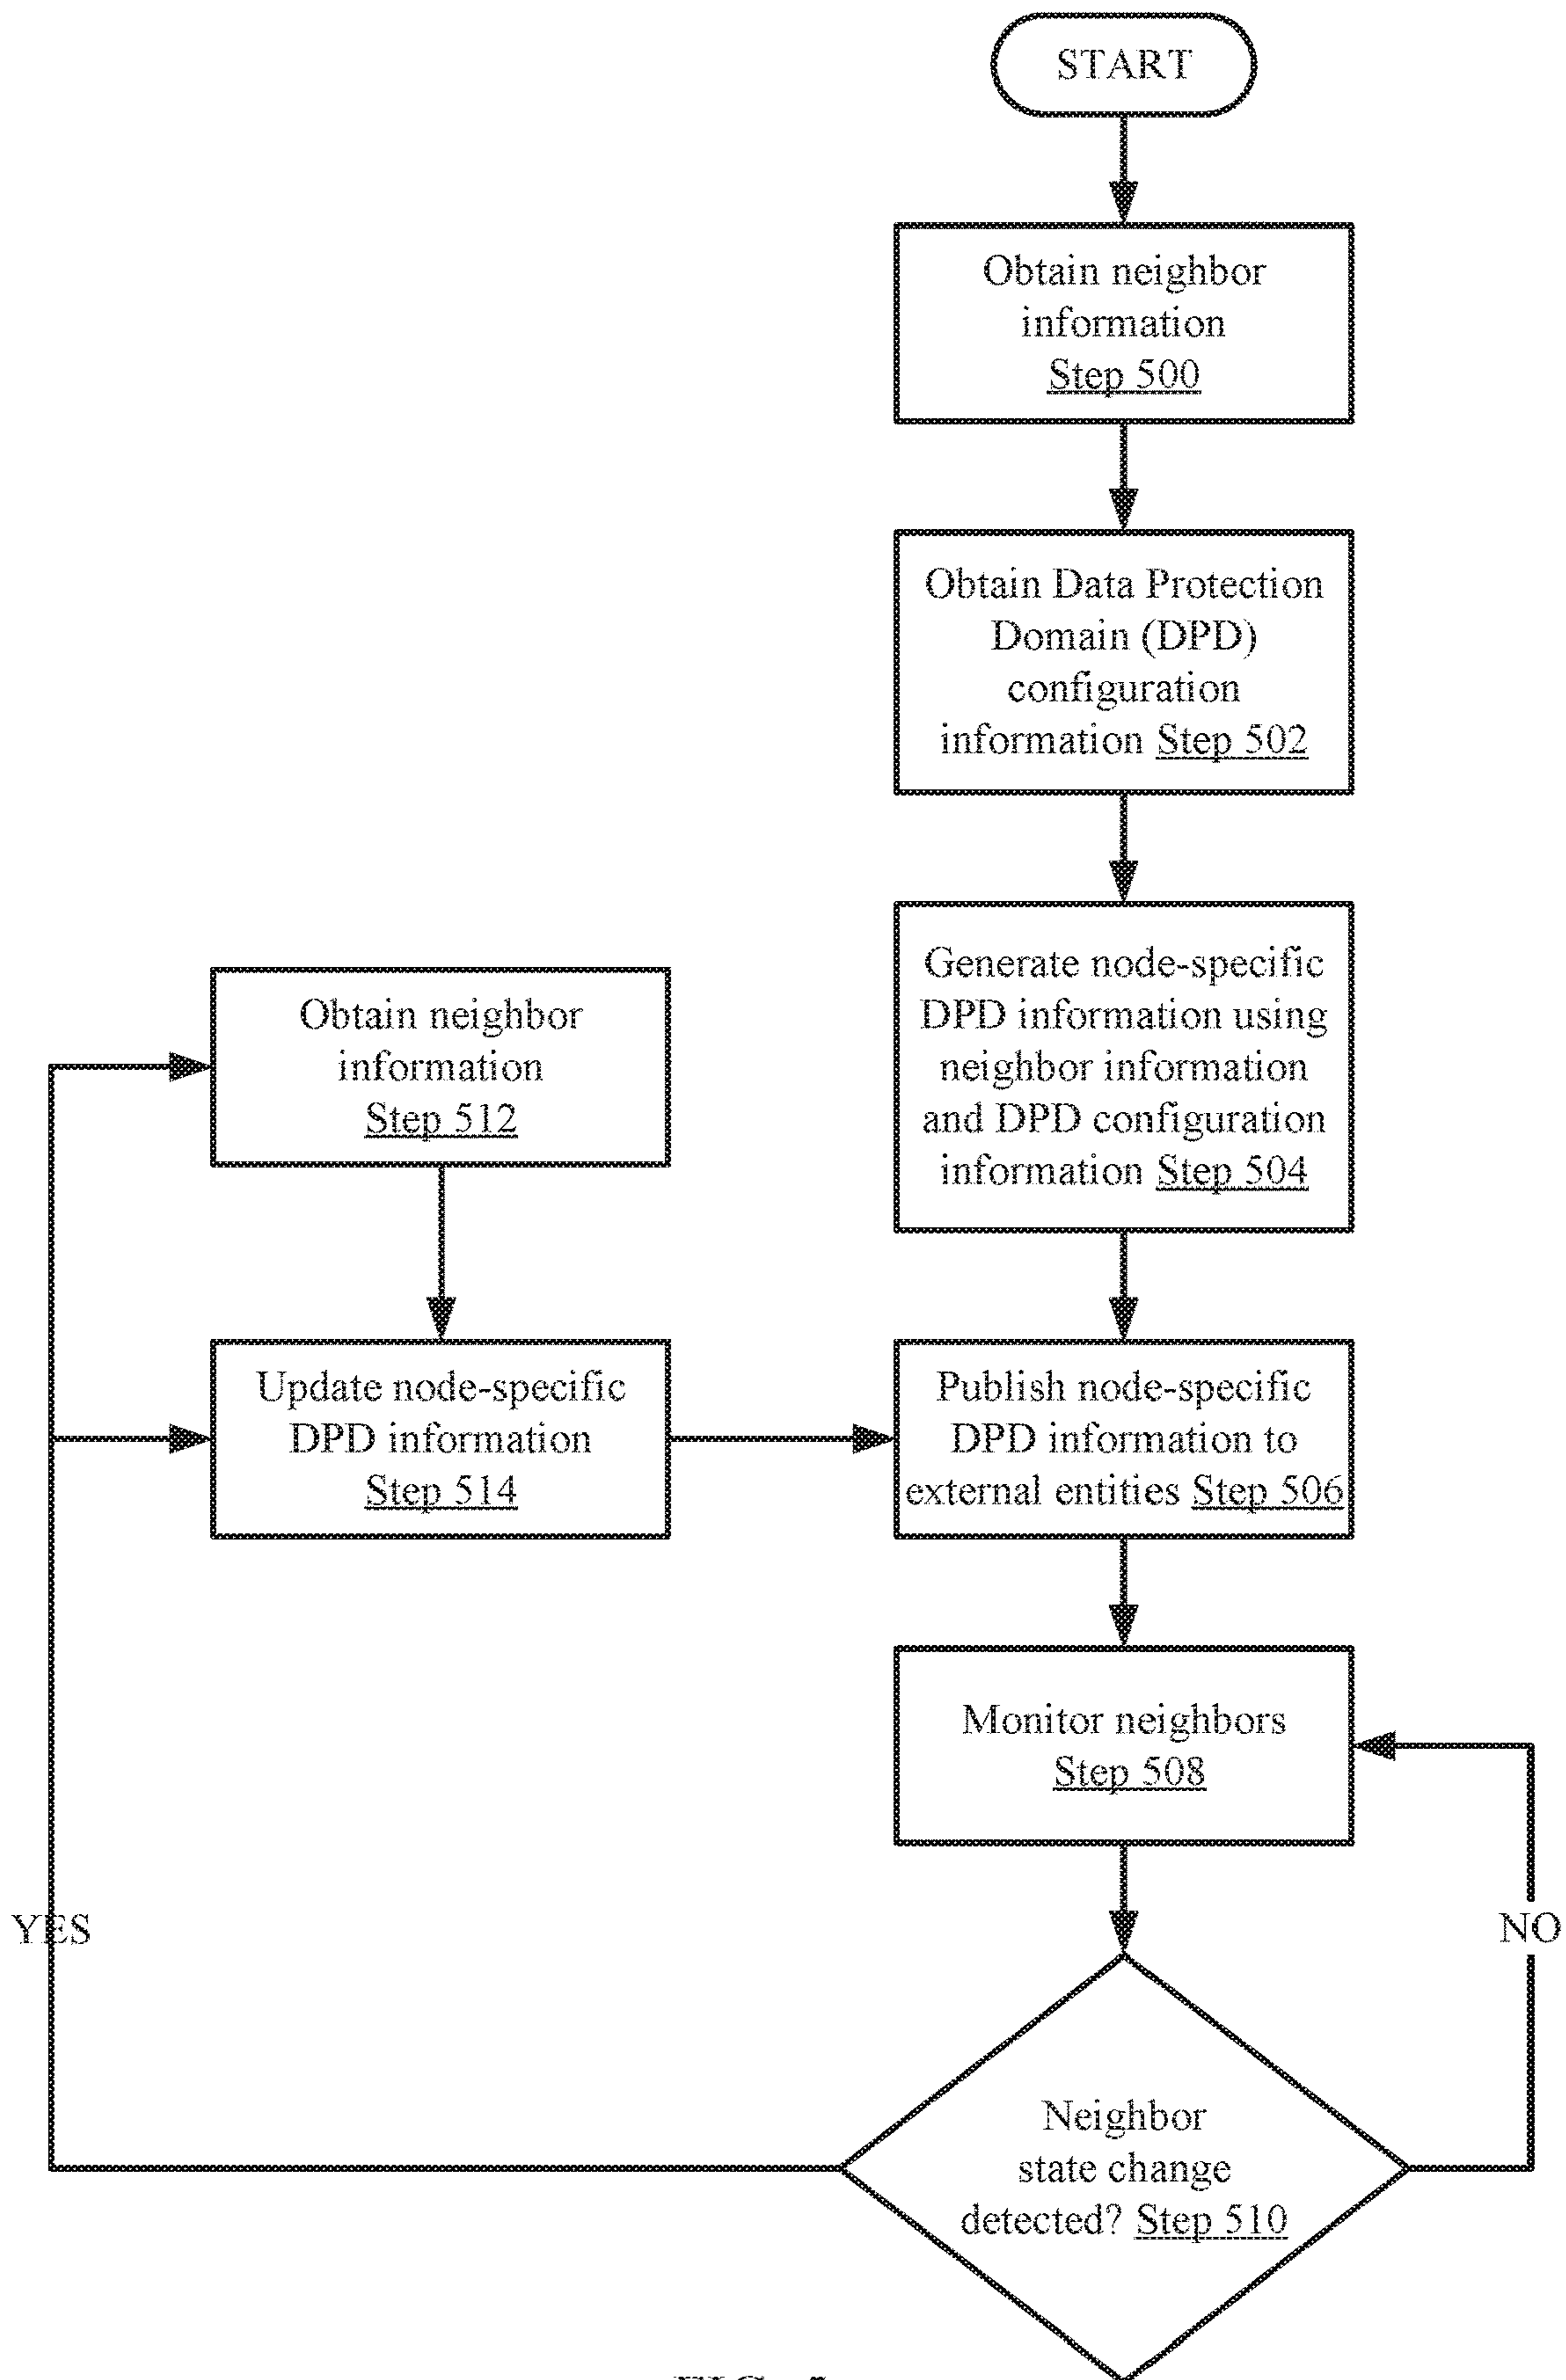 START
Obtain neighbor
information
Step 500
Obtain Data Protection
Domain (DPD)
configuration
information Step 502
Generate node-specific
DPD information using
neighbor information
and DPD configuration
information Step 504
Obtain neighbor
information
Step 512
Update node-specific
DPD information
Step 514
Publish node-specific
DPD information to
external entities Step 506
Monitor neighbors
Step 508
YES
NO
Neighbor
state change
detected? Step 510